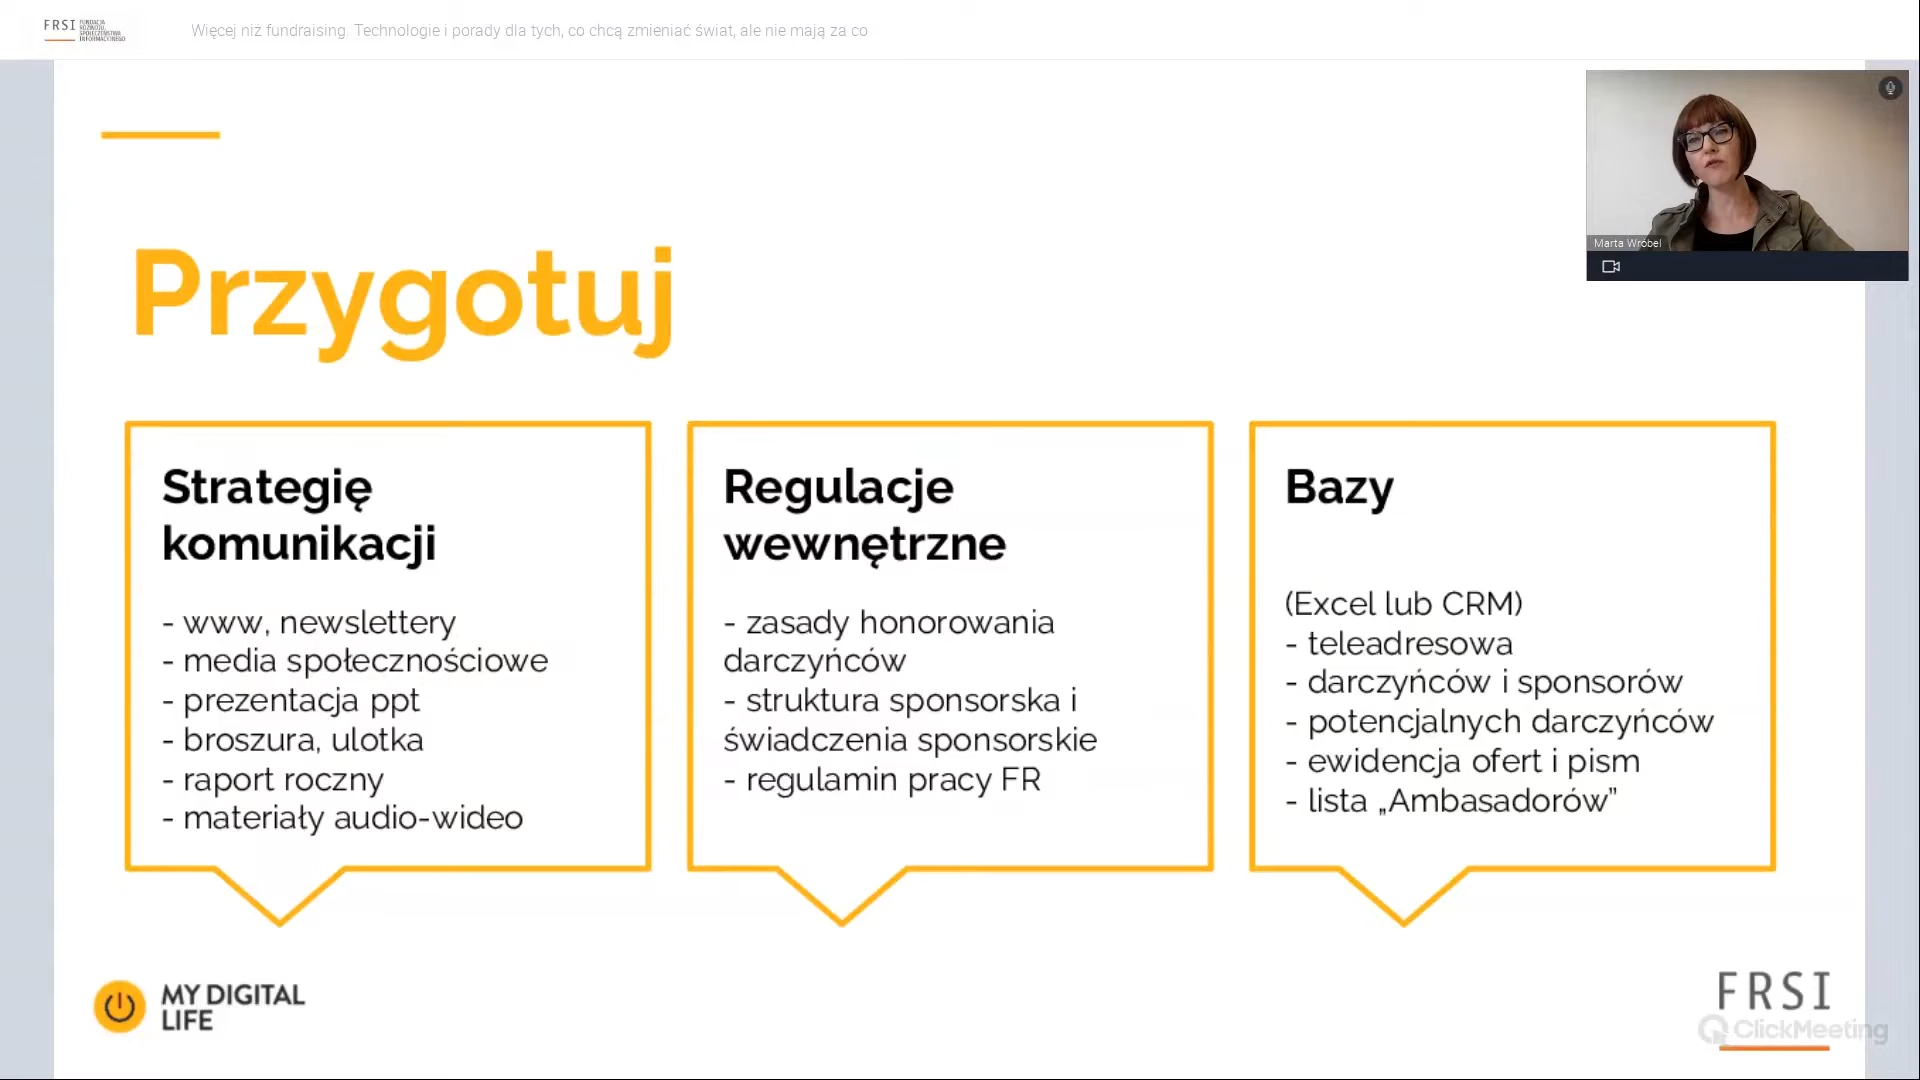 FRSI FUNDACJA
ROZWOJU
SPOŁECZEŃSTWA
INFORMACYJNEGO
Więcej niż fundraising. Technologie i porady dla tych, co chcą zmieniać świat, ale nie mają za co
Marta Wróbel
Przygotuj
Strategię
komunikacji
- www, newslettery
- media społecznościowe
- prezentacja ppt
- broszura, ulotka
- raport roczny
- materiały audio-wideo
Regulacje
wewnętrzne
- zasady honorowania
darczyńców
- struktura sponsorska i
świadczenia sponsorskie
- regulamin pracy FR
Bazy
(Excel lub CRM)
- teleadresowa
- darczyńców i sponsorów
- potencjalnych darczyńców
- ewidencja ofert i pism
- lista „Ambasadorów”
MY DIGITAL
LIFE
FRSI
ClickMeeting